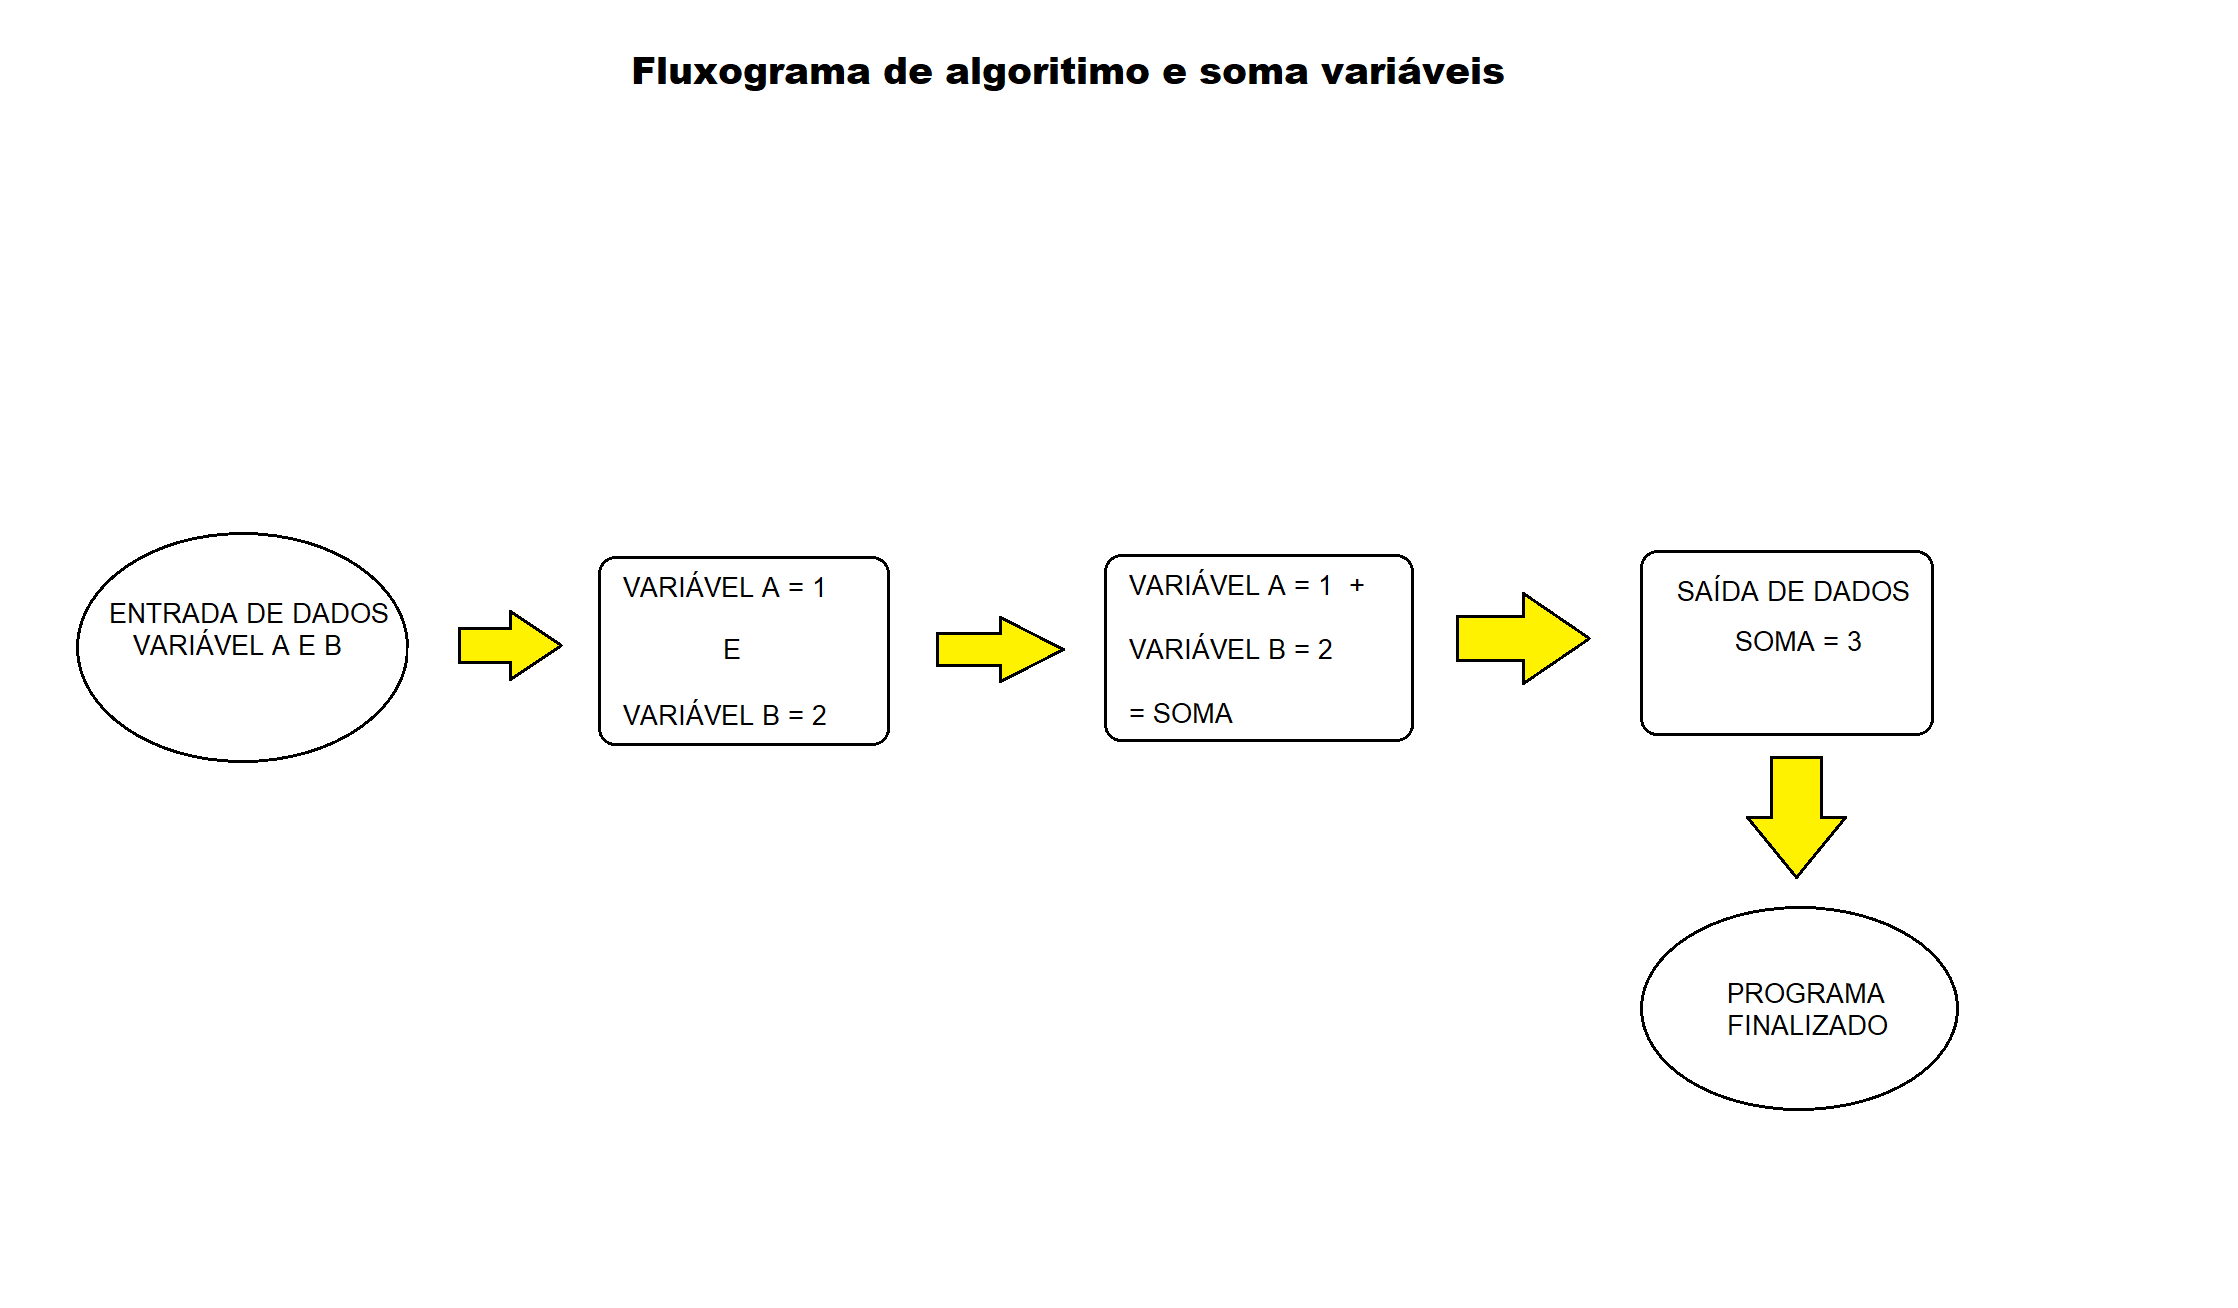 Fluxograma de algoritimo e soma variáveis
ENTRADA DE DADOS
VARIÁVEL A E B
VARIÁVEL A = 1
E
VARIÁVEL B = 2
VARIÁVEL A = 1 +
VARIÁVEL B = 2
= SOMA
SAÍDA DE DADOS
SOMA = 3
PROGRAMA
FINALIZADO